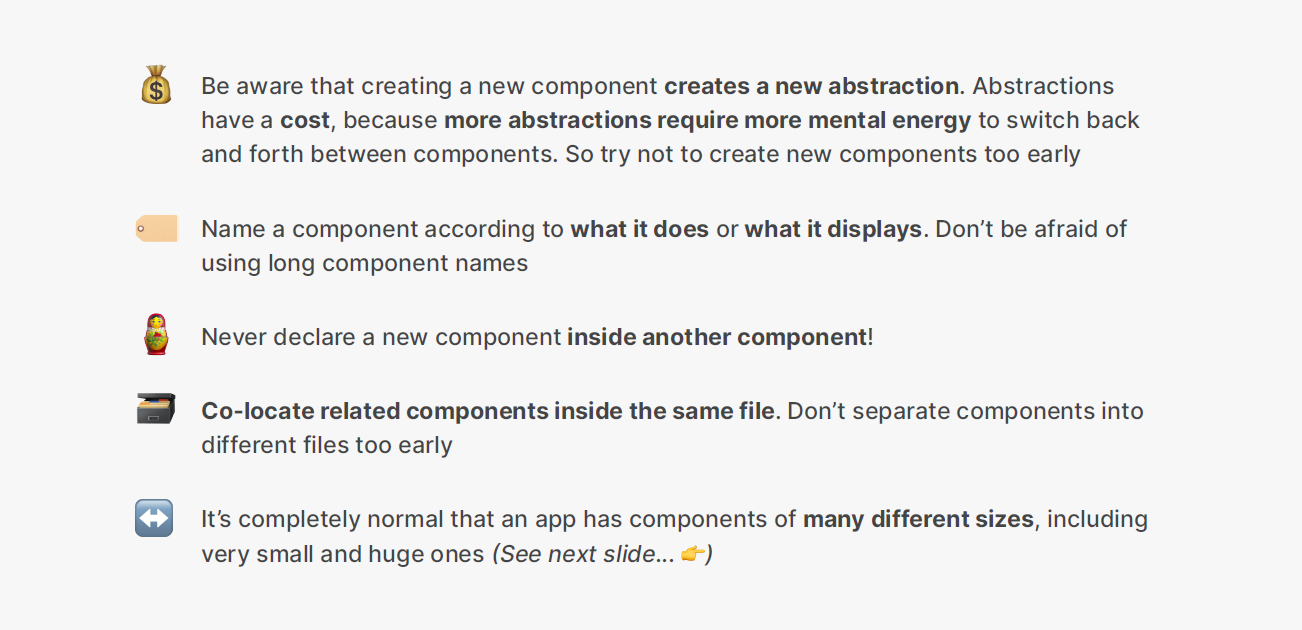 Be aware that creating a new component creates a new abstraction. Abstractions
have a cost, because more abstractions require more mental energy to switch back
and forth between components. So try not to create new components too early
Name a component according to what it does or what it displays. Don’t be afraid of
using long component names
Never declare a new component inside another component!
Co-locate related components inside the same file. Don’t separate components into
different files too early
It’s completely normal that an app has components of many different sizes, including
very small and huge ones (See next slide... 👉)